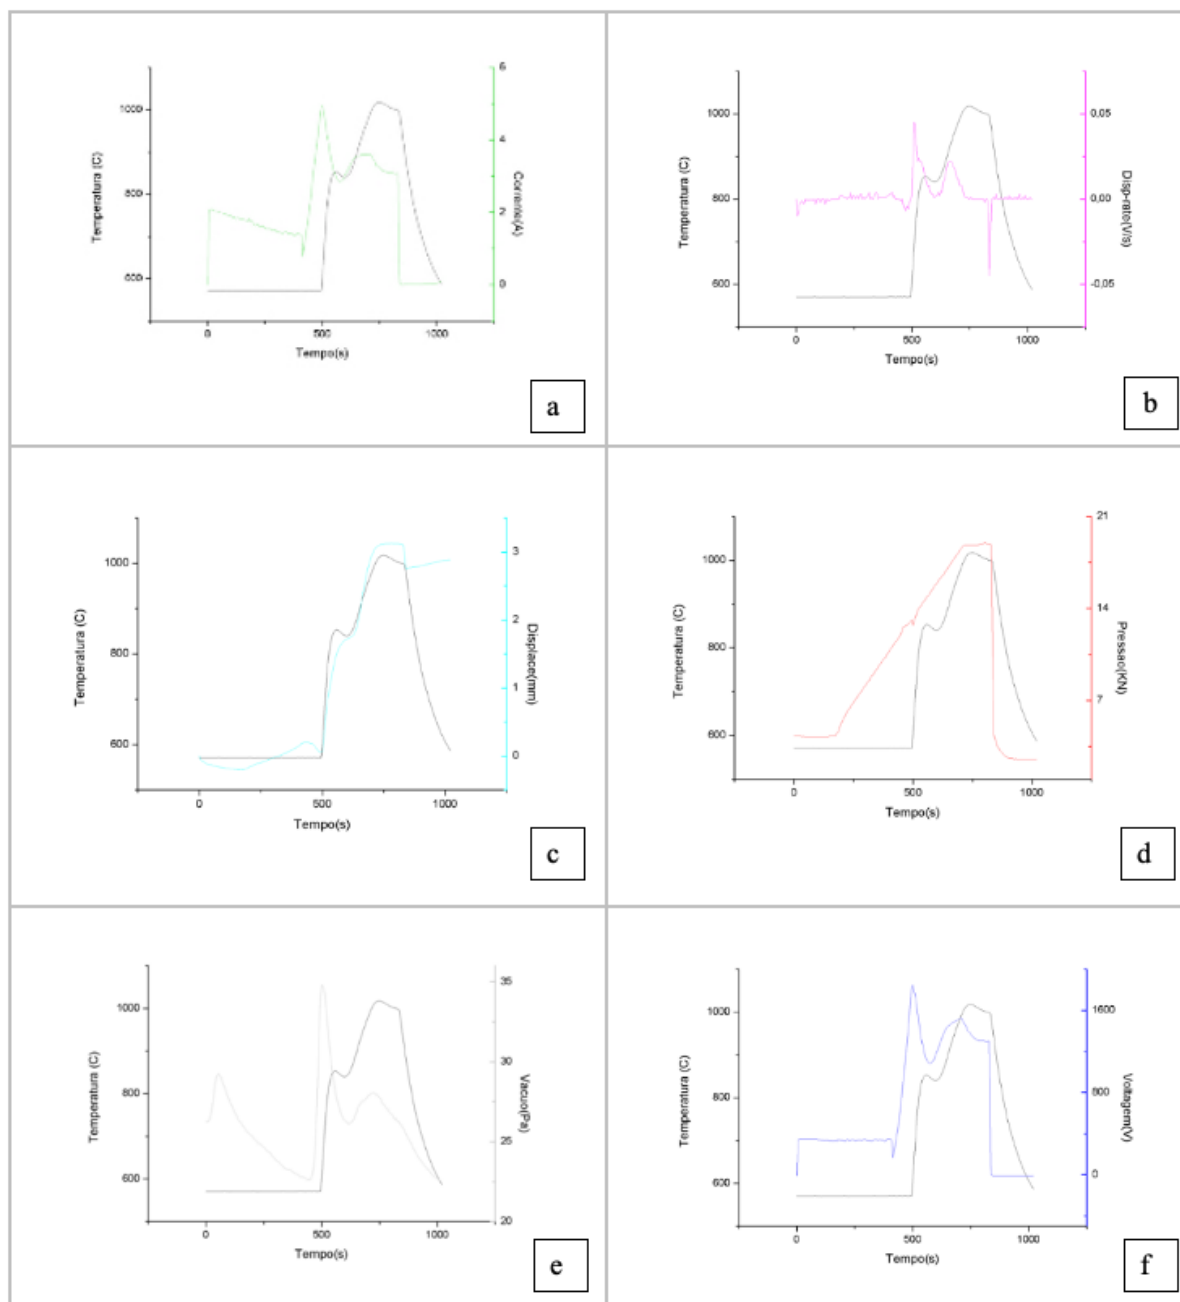 6
1000
4
Temperatura (C)
800
Corrente(A)
2
600
0
0
500
1000
Tempo(s)
a
1000
0,05
Temperatura (C)
800
0,00
Disp-rate(V/s)
600
-0,05
0
500
1000
Tempo(s)
b
1000
3
Temperatura (C)
2
800
Displace(mm)
1
600
0
0
500
1000
Tempo(s)
c
21
1000
14
Temperatura (C)
800
Pressao(KN)
7
600
0
500
1000
Tempo(s)
d
35
1000
30
Temperatura (C)
800
Vacuo(Pa)
25
600
20
0
500
1000
Tempo(s)
e
1000
1600
Temperatura (C)
800
800
Voltagem(V)
600
0
0
500
1000
Tempo(s)
f